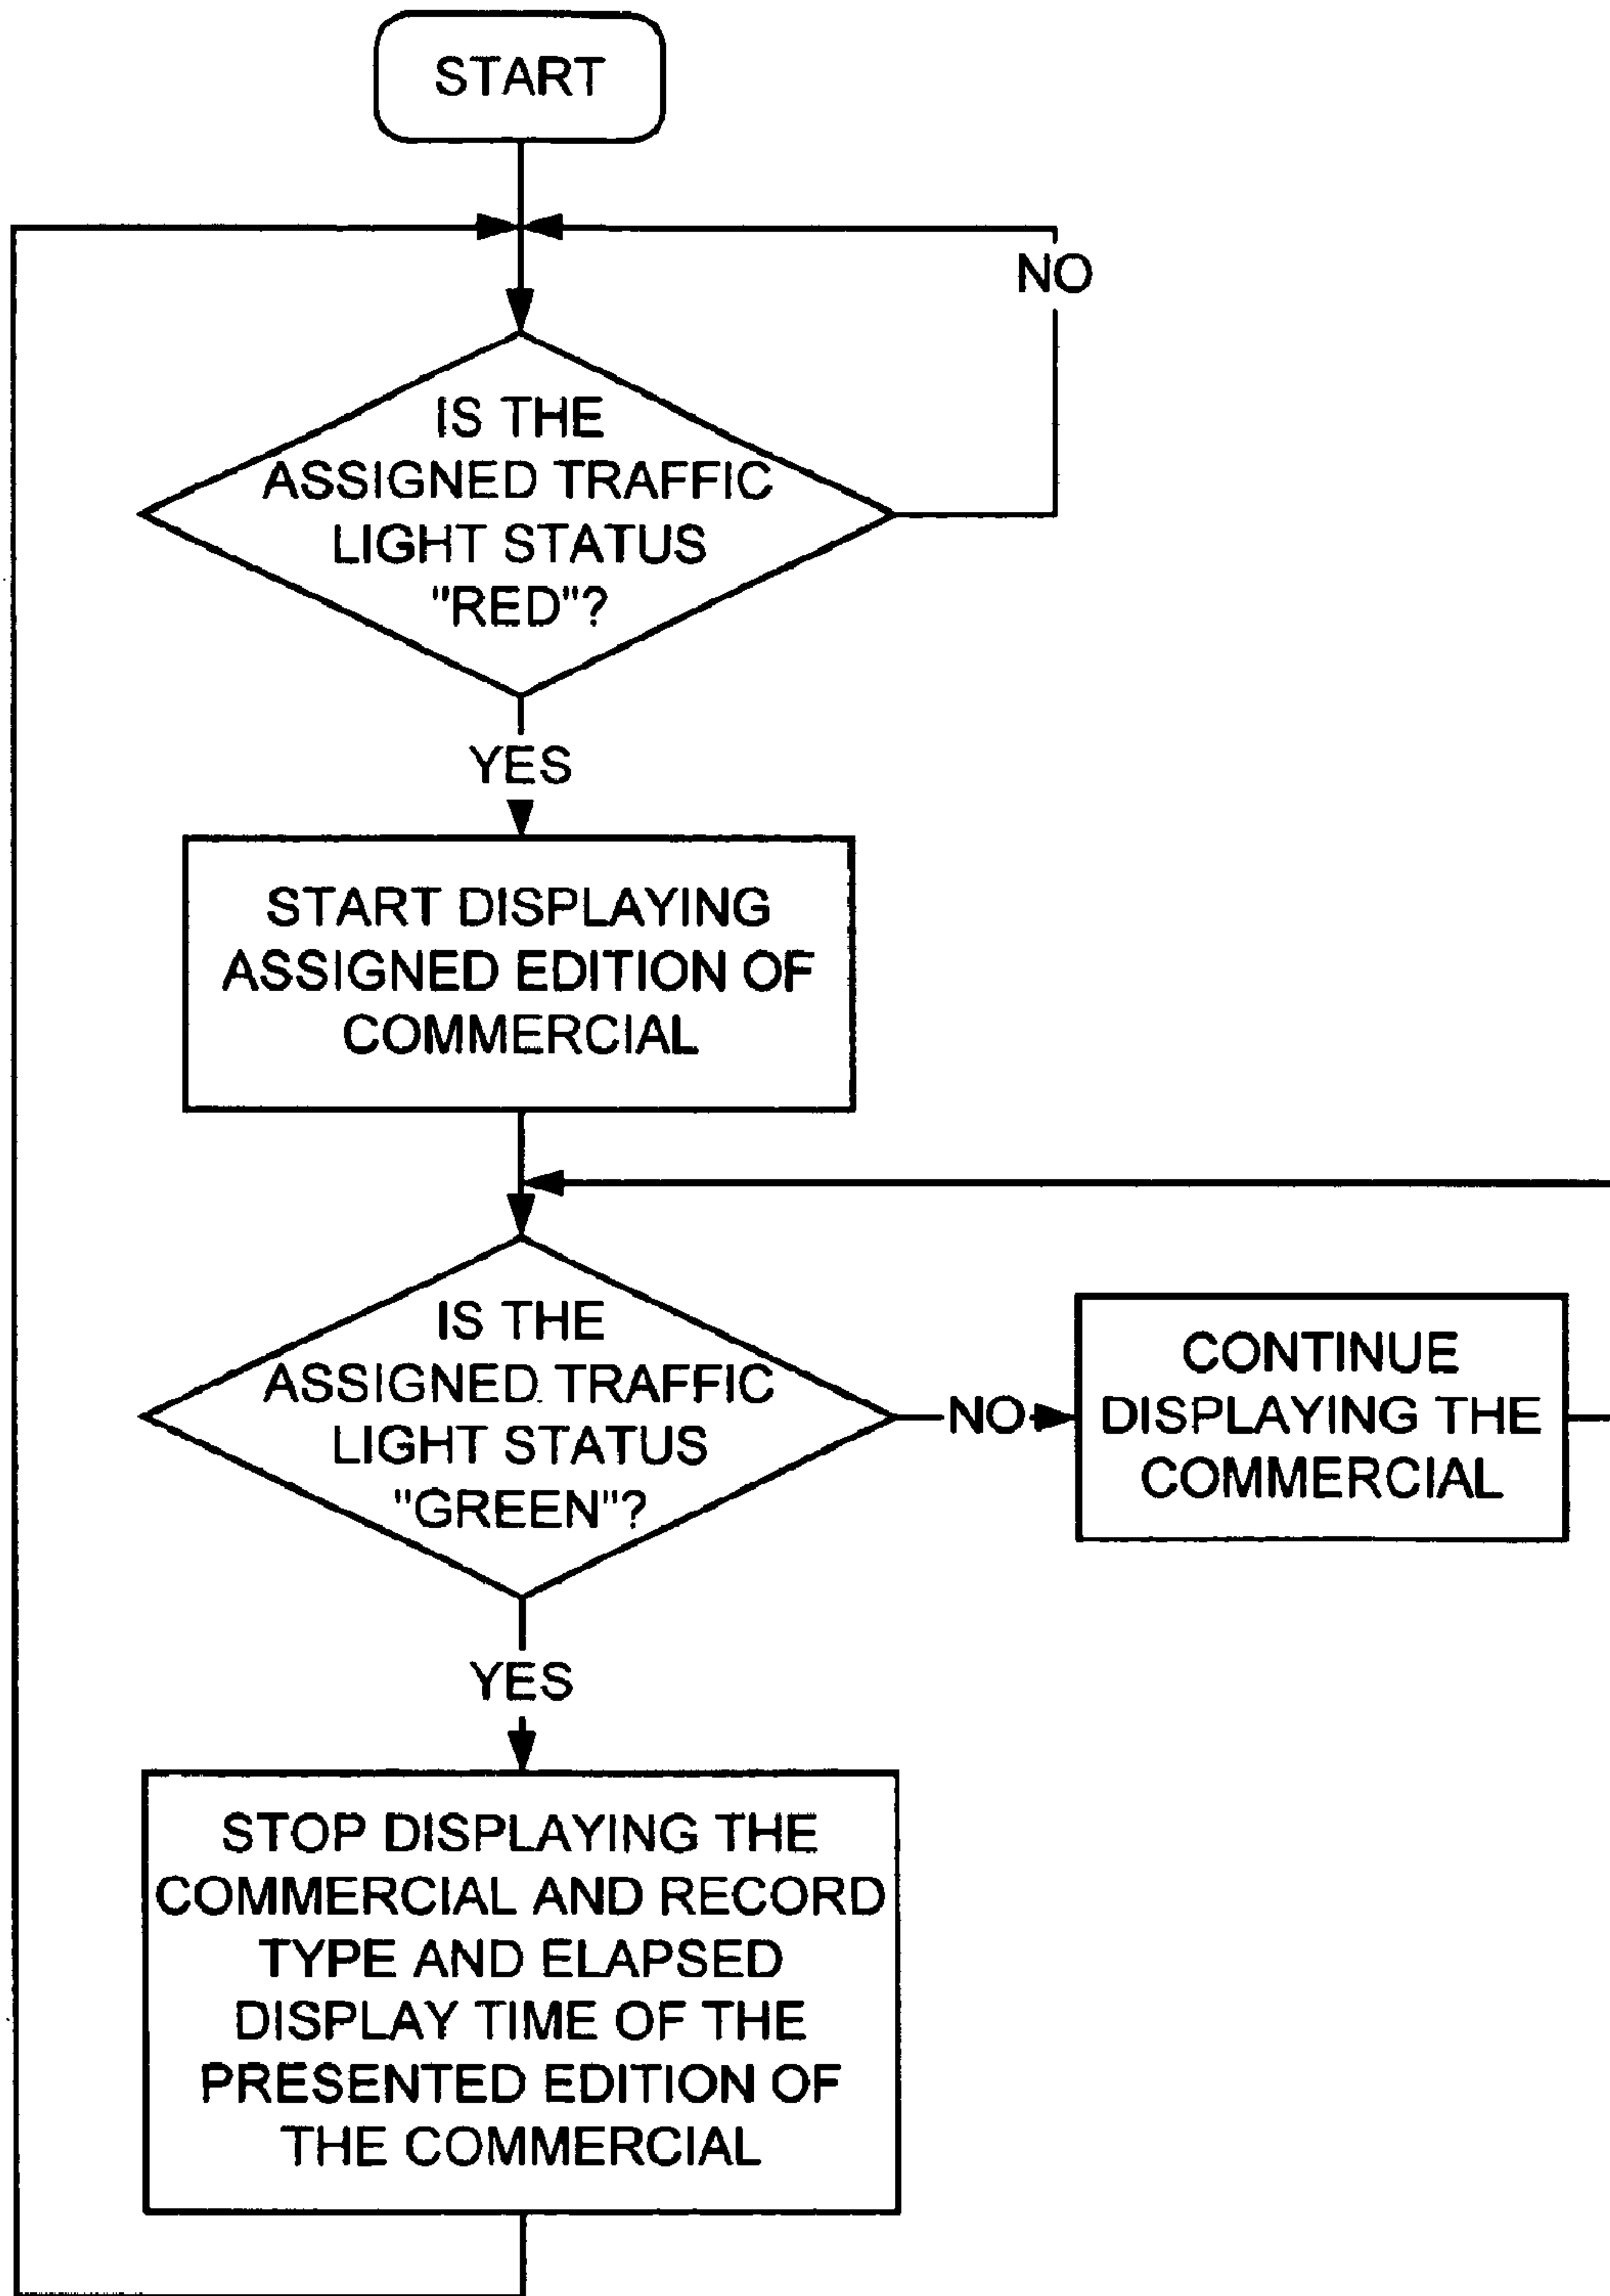 START
NO
IS THE
ASSIGNED TRAFFIC
LIGHT STATUS
"RED"?
YES
START DISPLAYING
ASSIGNED EDITION OF
COMMERCIAL
IS THE
ASSIGNED TRAFFIC
LIGHT STATUS
"GREEN"?
NO
CONTINUE
DISPLAYING THE
COMMERCIAL
YES
STOP DISPLAYING THE
COMMERCIAL AND RECORD
TYPE AND ELAPSED
DISPLAY TIME OF THE
PRESENTED EDITION OF
THE COMMERCIAL